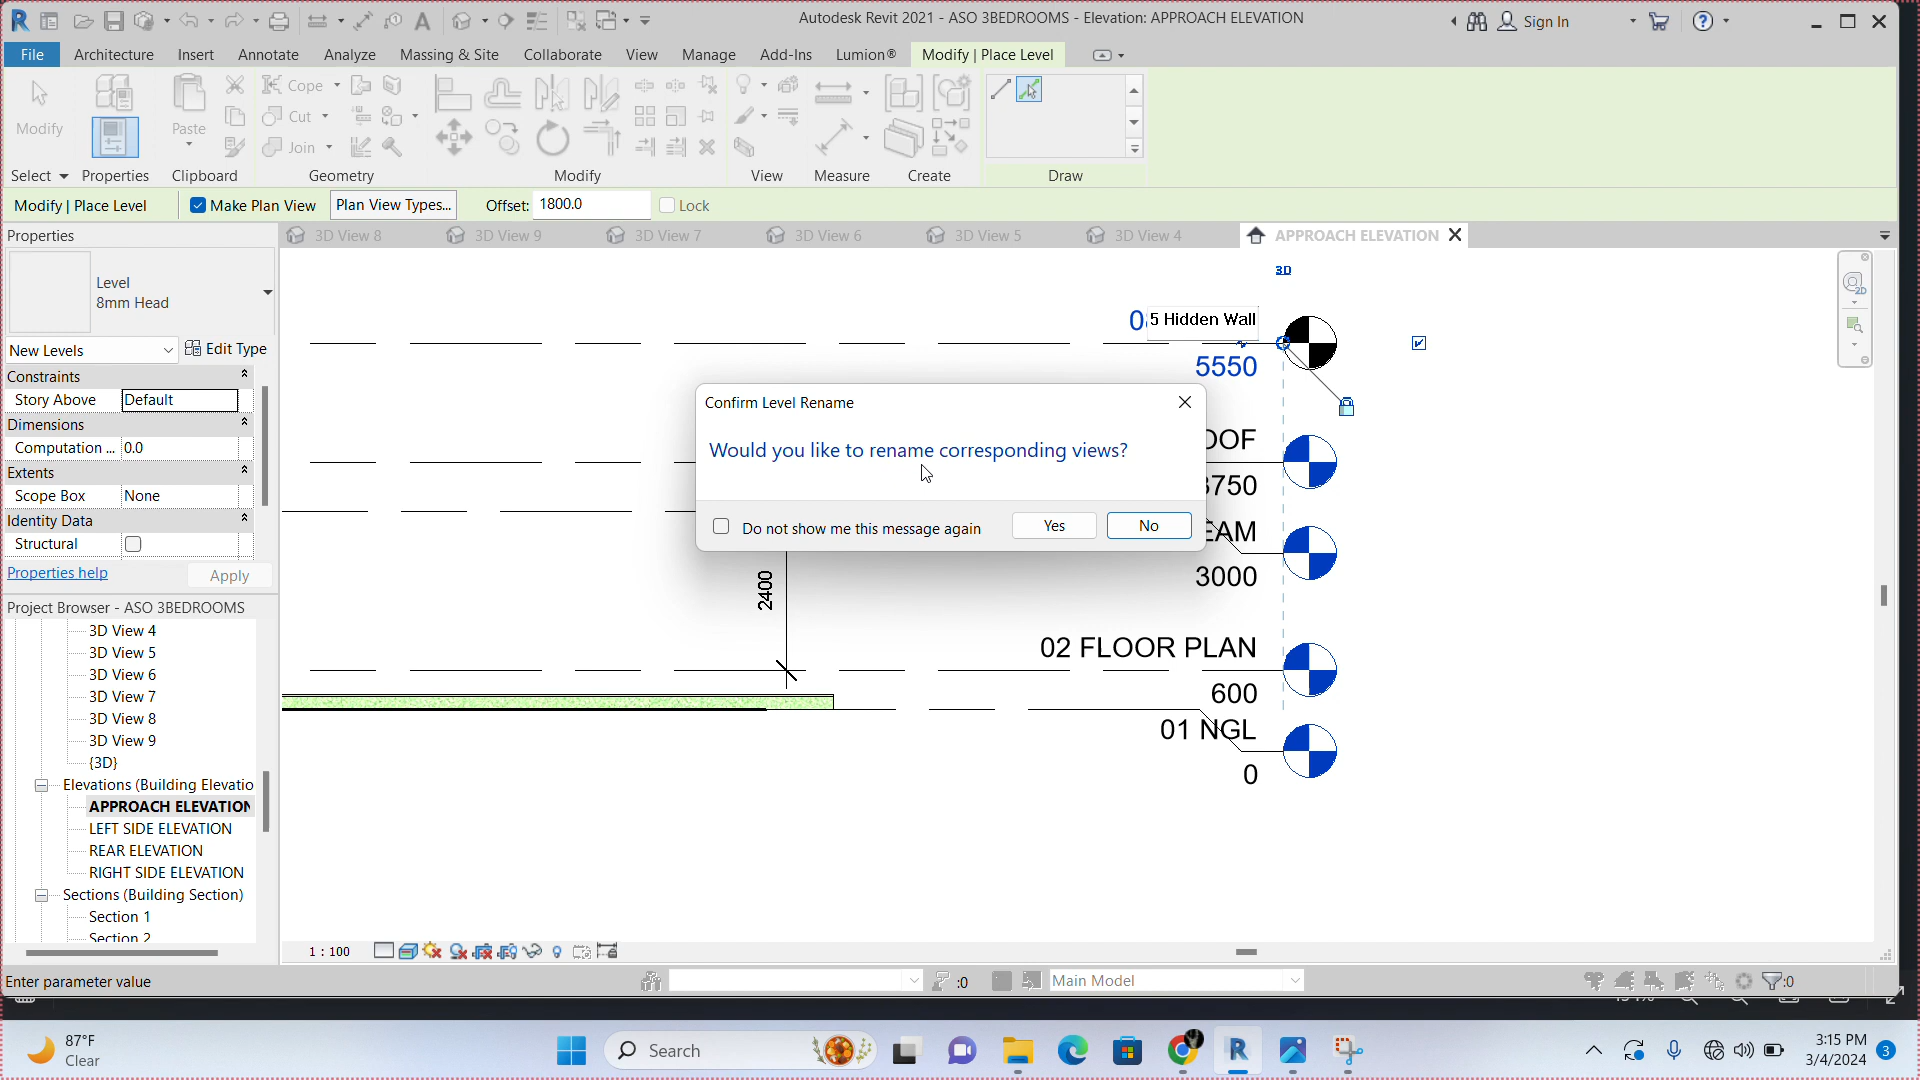 Autodesk Revit 2021 - ASO 3BEDROOMS - Elevation: APPROACH ELEVATION
Sign In
File Architecture Insert Annotate Analyze Massing & Site Collaborate View Manage Add-Ins Lumion® Modify | Place Level
Modify
Paste
Cope
Cut
Join
Select Properties Clipboard Geometry Modify View Measure Create Draw
Modify | Place Level Make Plan View Plan View Types... Offset: 1800.0 Lock
Properties
3D View 8 3D View 9 3D View 7 3D View 6 3D View 5 3D View 4 APPROACH ELEVATION
Level
8mm Head
New Levels Edit Type
Constraints
Story Above Default
Dimensions
Computation ... 0.0
Extents
Scope Box None
Identity Data
Structural
Properties help Apply
Project Browser - ASO 3BEDROOMS
3D View 4
3D View 5
3D View 6
3D View 7
3D View 8
3D View 9
{3D}
Elevations (Building Elevatio
APPROACH ELEVATION
LEFT SIDE ELEVATION
REAR ELEVATION
RIGHT SIDE ELEVATION
Sections (Building Section)
Section 1
Section 2
3D
2D
05 Hidden Wall
5550
OOF
3750
EAM
3000
02 FLOOR PLAN
600
01 NGL
0
2400
Confirm Level Rename
Would you like to rename corresponding views?
Do not show me this message again Yes No
1 : 100
Enter parameter value
:0
Main Model
:0
87°F
Clear
Search
3:15 PM
3/4/2024
3